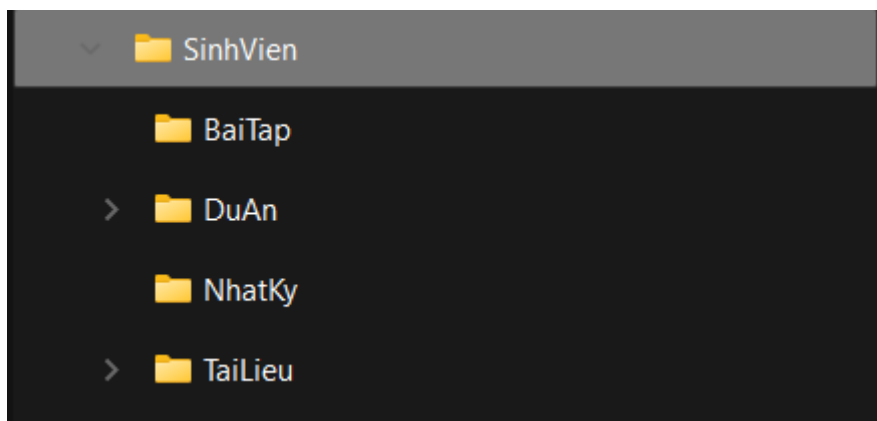 SinhVien
BaiTap
DuAn
NhatKy
TaiLieu